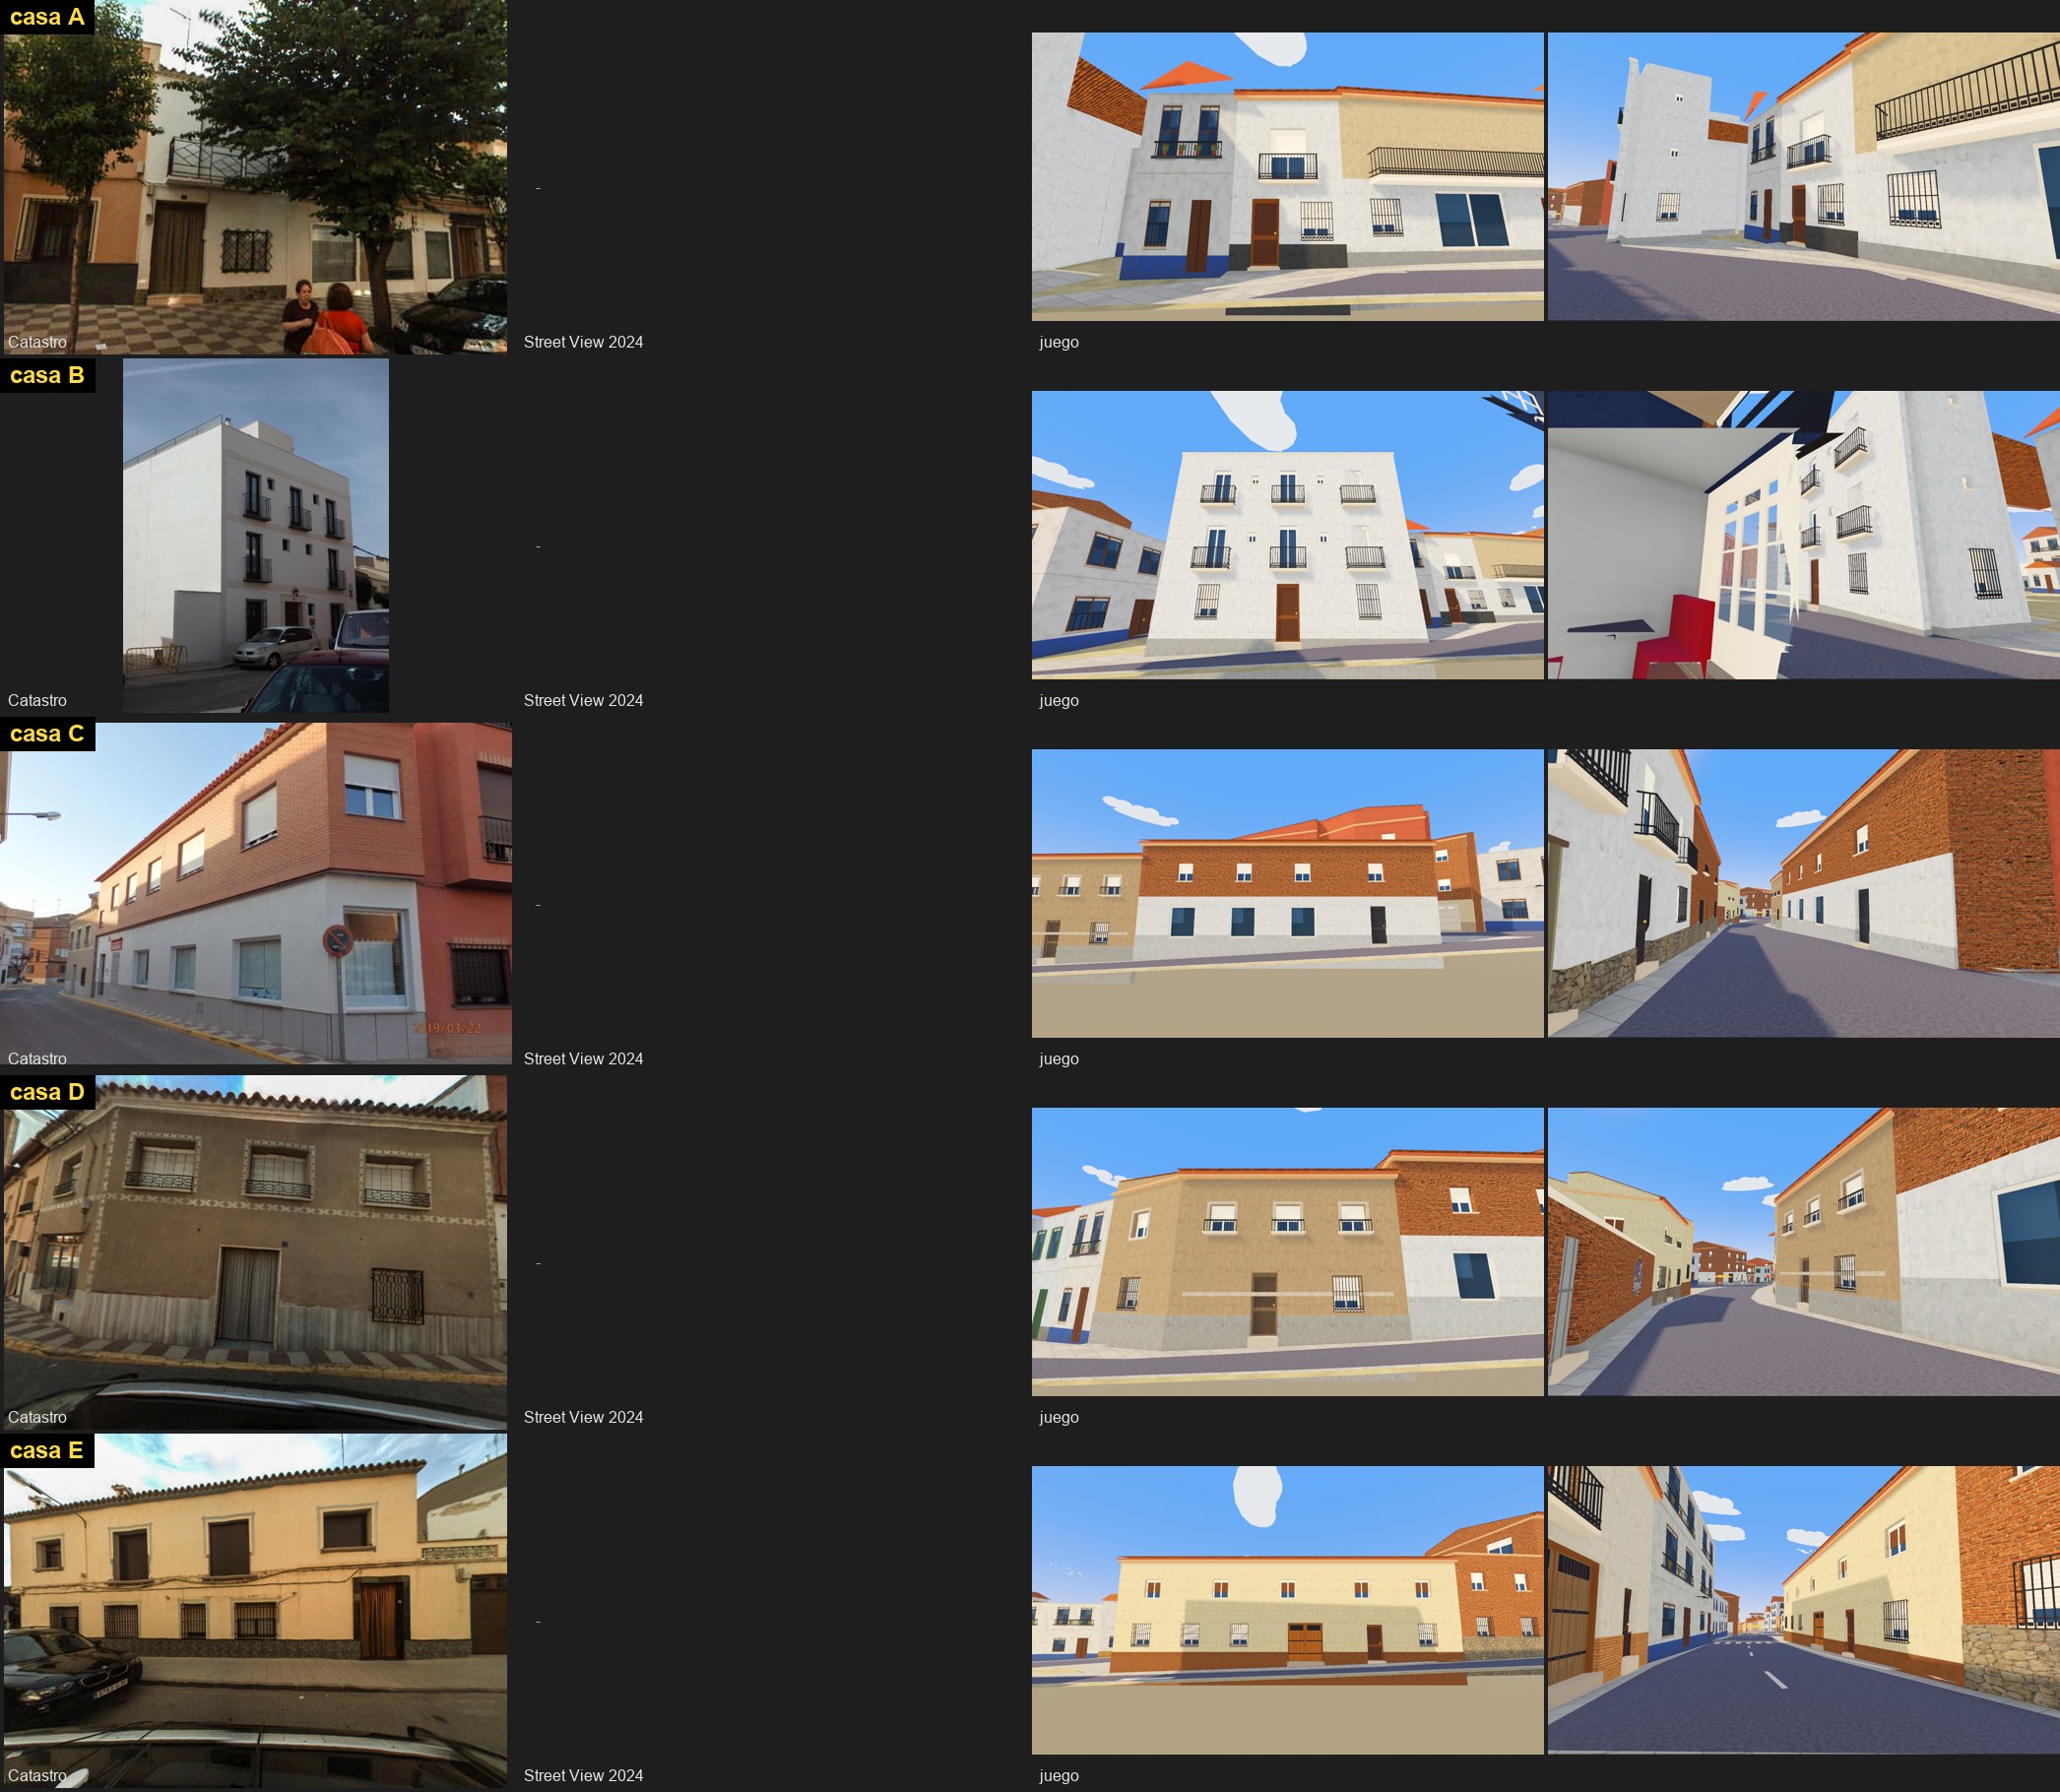 casa A
-
Catastro
Street View 2024
juego
casa B
-
Catastro
Street View 2024
juego
casa C
-
2019/03/22
Catastro
Street View 2024
juego
casa D
-
Catastro
Street View 2024
juego
casa E
-
Catastro
Street View 2024
juego